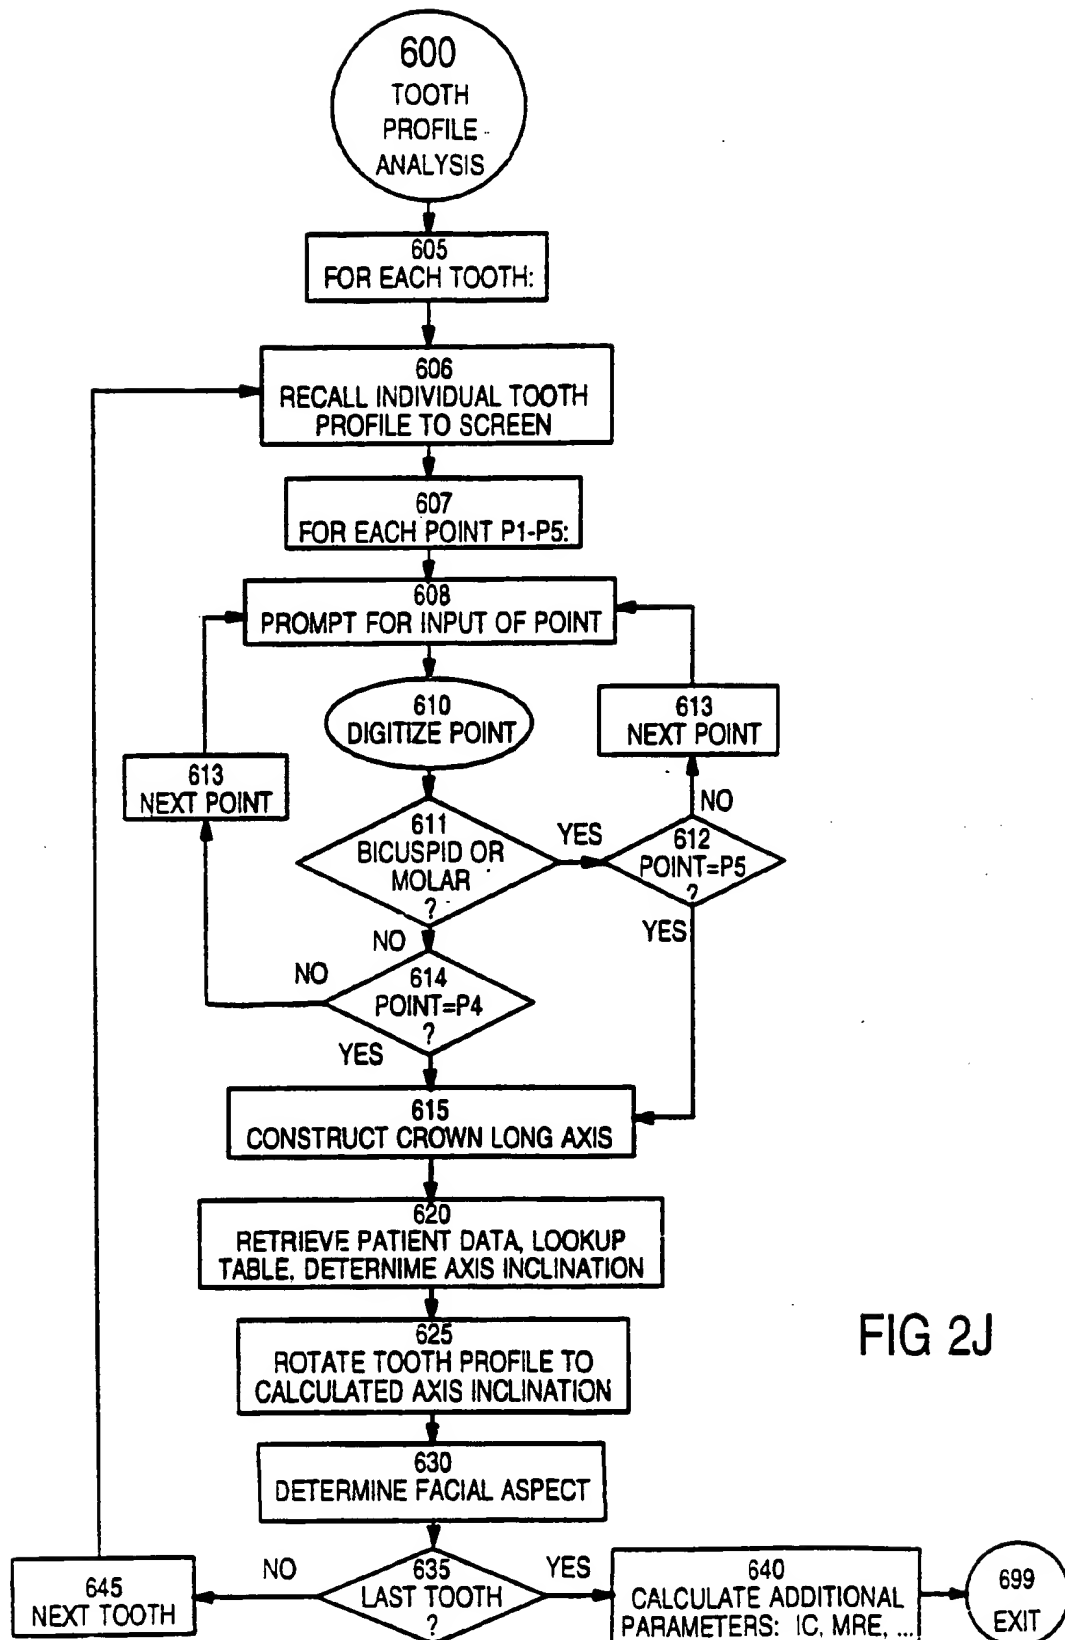 600
TOOTH
PROFILE
ANALYSIS
605
FOR EACH TOOTH:
606
RECALL INDIVIDUAL TOOTH
PROFILE TO SCREEN
607
FOR EACH POINT P1-P5:
608
PROMPT FOR INPUT OF POINT
610
DIGITIZE POINT
613
NEXT POINT
613
NEXT POINT
NO
611
BICUSPID OR
MOLAR
?
YES
612
POINT=P5
?
YES
NO
NO
614
POINT=P4
?
YES
615
CONSTRUCT CROWN LONG AXIS
620
RETRIEVE PATIENT DATA, LOOKUP
TABLE, DETERNIME AXIS INCLINATION
625
ROTATE TOOTH PROFILE TO
CALCULATED AXIS INCLINATION
FIG 2J
630
DETERMINE FACIAL ASPECT
645
NEXT TOOTH
NO
635
LAST TOOTH
?
YES
640
CALCULATE ADDITIONAL
PARAMETERS: IC, MRE, ...
699
EXIT